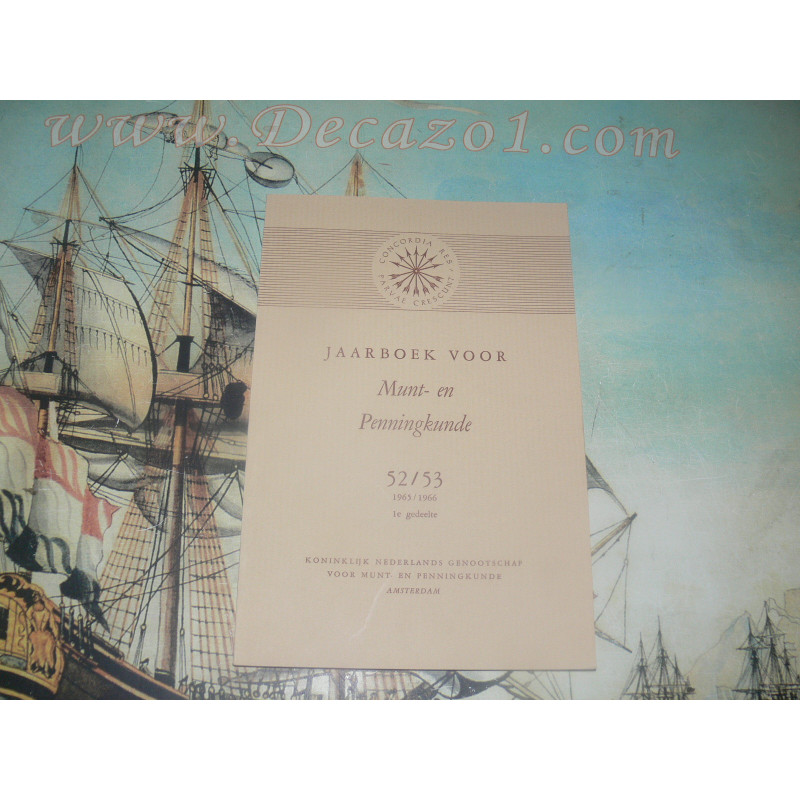 www.Decazo1.com
CONCORDIA RES
PARVAE CRESCUNT
JAARBOEK VOOR
Munt- en
Penningkunde
52/53
1965/1966
1e gedeelte
KONINKLIJK NEDERLANDS GENOOTSCHAP
VOOR MUNT- EN PENNINGKUNDE
AMSTERDAM